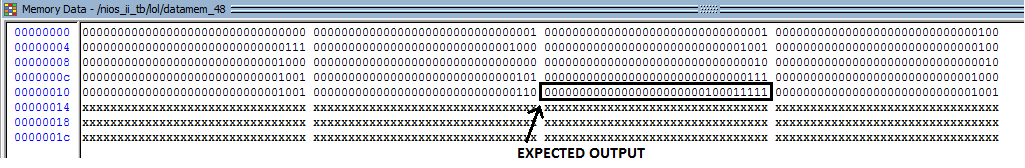 Memory Data - /nios_ii_tb/lol/datamem_48
00000000 00000000000000000000000000000000 00000000000000000000000000000001 00000000000000000000000000000001 00000000000000000000000000000100
00000004 00000000000000000000000000000111 00000000000000000000000000001000 00000000000000000000000000001001 00000000000000000000000000000100
00000008 00000000000000000000000000001000 00000000000000000000000000000000 00000000000000000000000000000010 00000000000000000000000000000010
0000000c 00000000000000000000000000001001 00000000000000000000000000000101 00000000000000000000000000000111 00000000000000000000000000001000
00000010 00000000000000000000000000001001 00000000000000000000000000000110 00000000000000000000000100011111 00000000000000000000000000001001
00000014 xxxxxxxxxxxxxxxxxxxxxxxxxxxxxxxx xxxxxxxxxxxxxxxxxxxxxxxxxxxxxxxx xxxxxxxxxxxxxxxxxxxxxxxxxxxxxxxx xxxxxxxxxxxxxxxxxxxxxxxxxxxxxxxx
00000018 xxxxxxxxxxxxxxxxxxxxxxxxxxxxxxxx xxxxxxxxxxxxxxxxxxxxxxxxxxxxxxxx xxxxxxxxxxxxxxxxxxxxxxxxxxxxxxxx xxxxxxxxxxxxxxxxxxxxxxxxxxxxxxxx
0000001c xxxxxxxxxxxxxxxxxxxxxxxxxxxxxxxx xxxxxxxxxxxxxxxxxxxxxxxxxxxxxxxx xxxxxxxxxxxxxxxxxxxxxxxxxxxxxxxx xxxxxxxxxxxxxxxxxxxxxxxxxxxxxxxx
EXPECTED OUTPUT